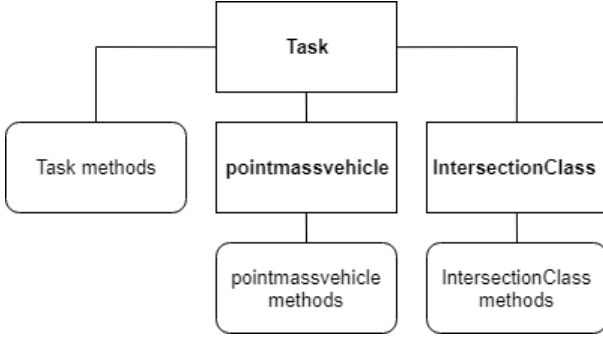 Task
Task methods
pointmassvehicle
IntersectionClass
pointmassvehicle
methods
IntersectionClass
methods